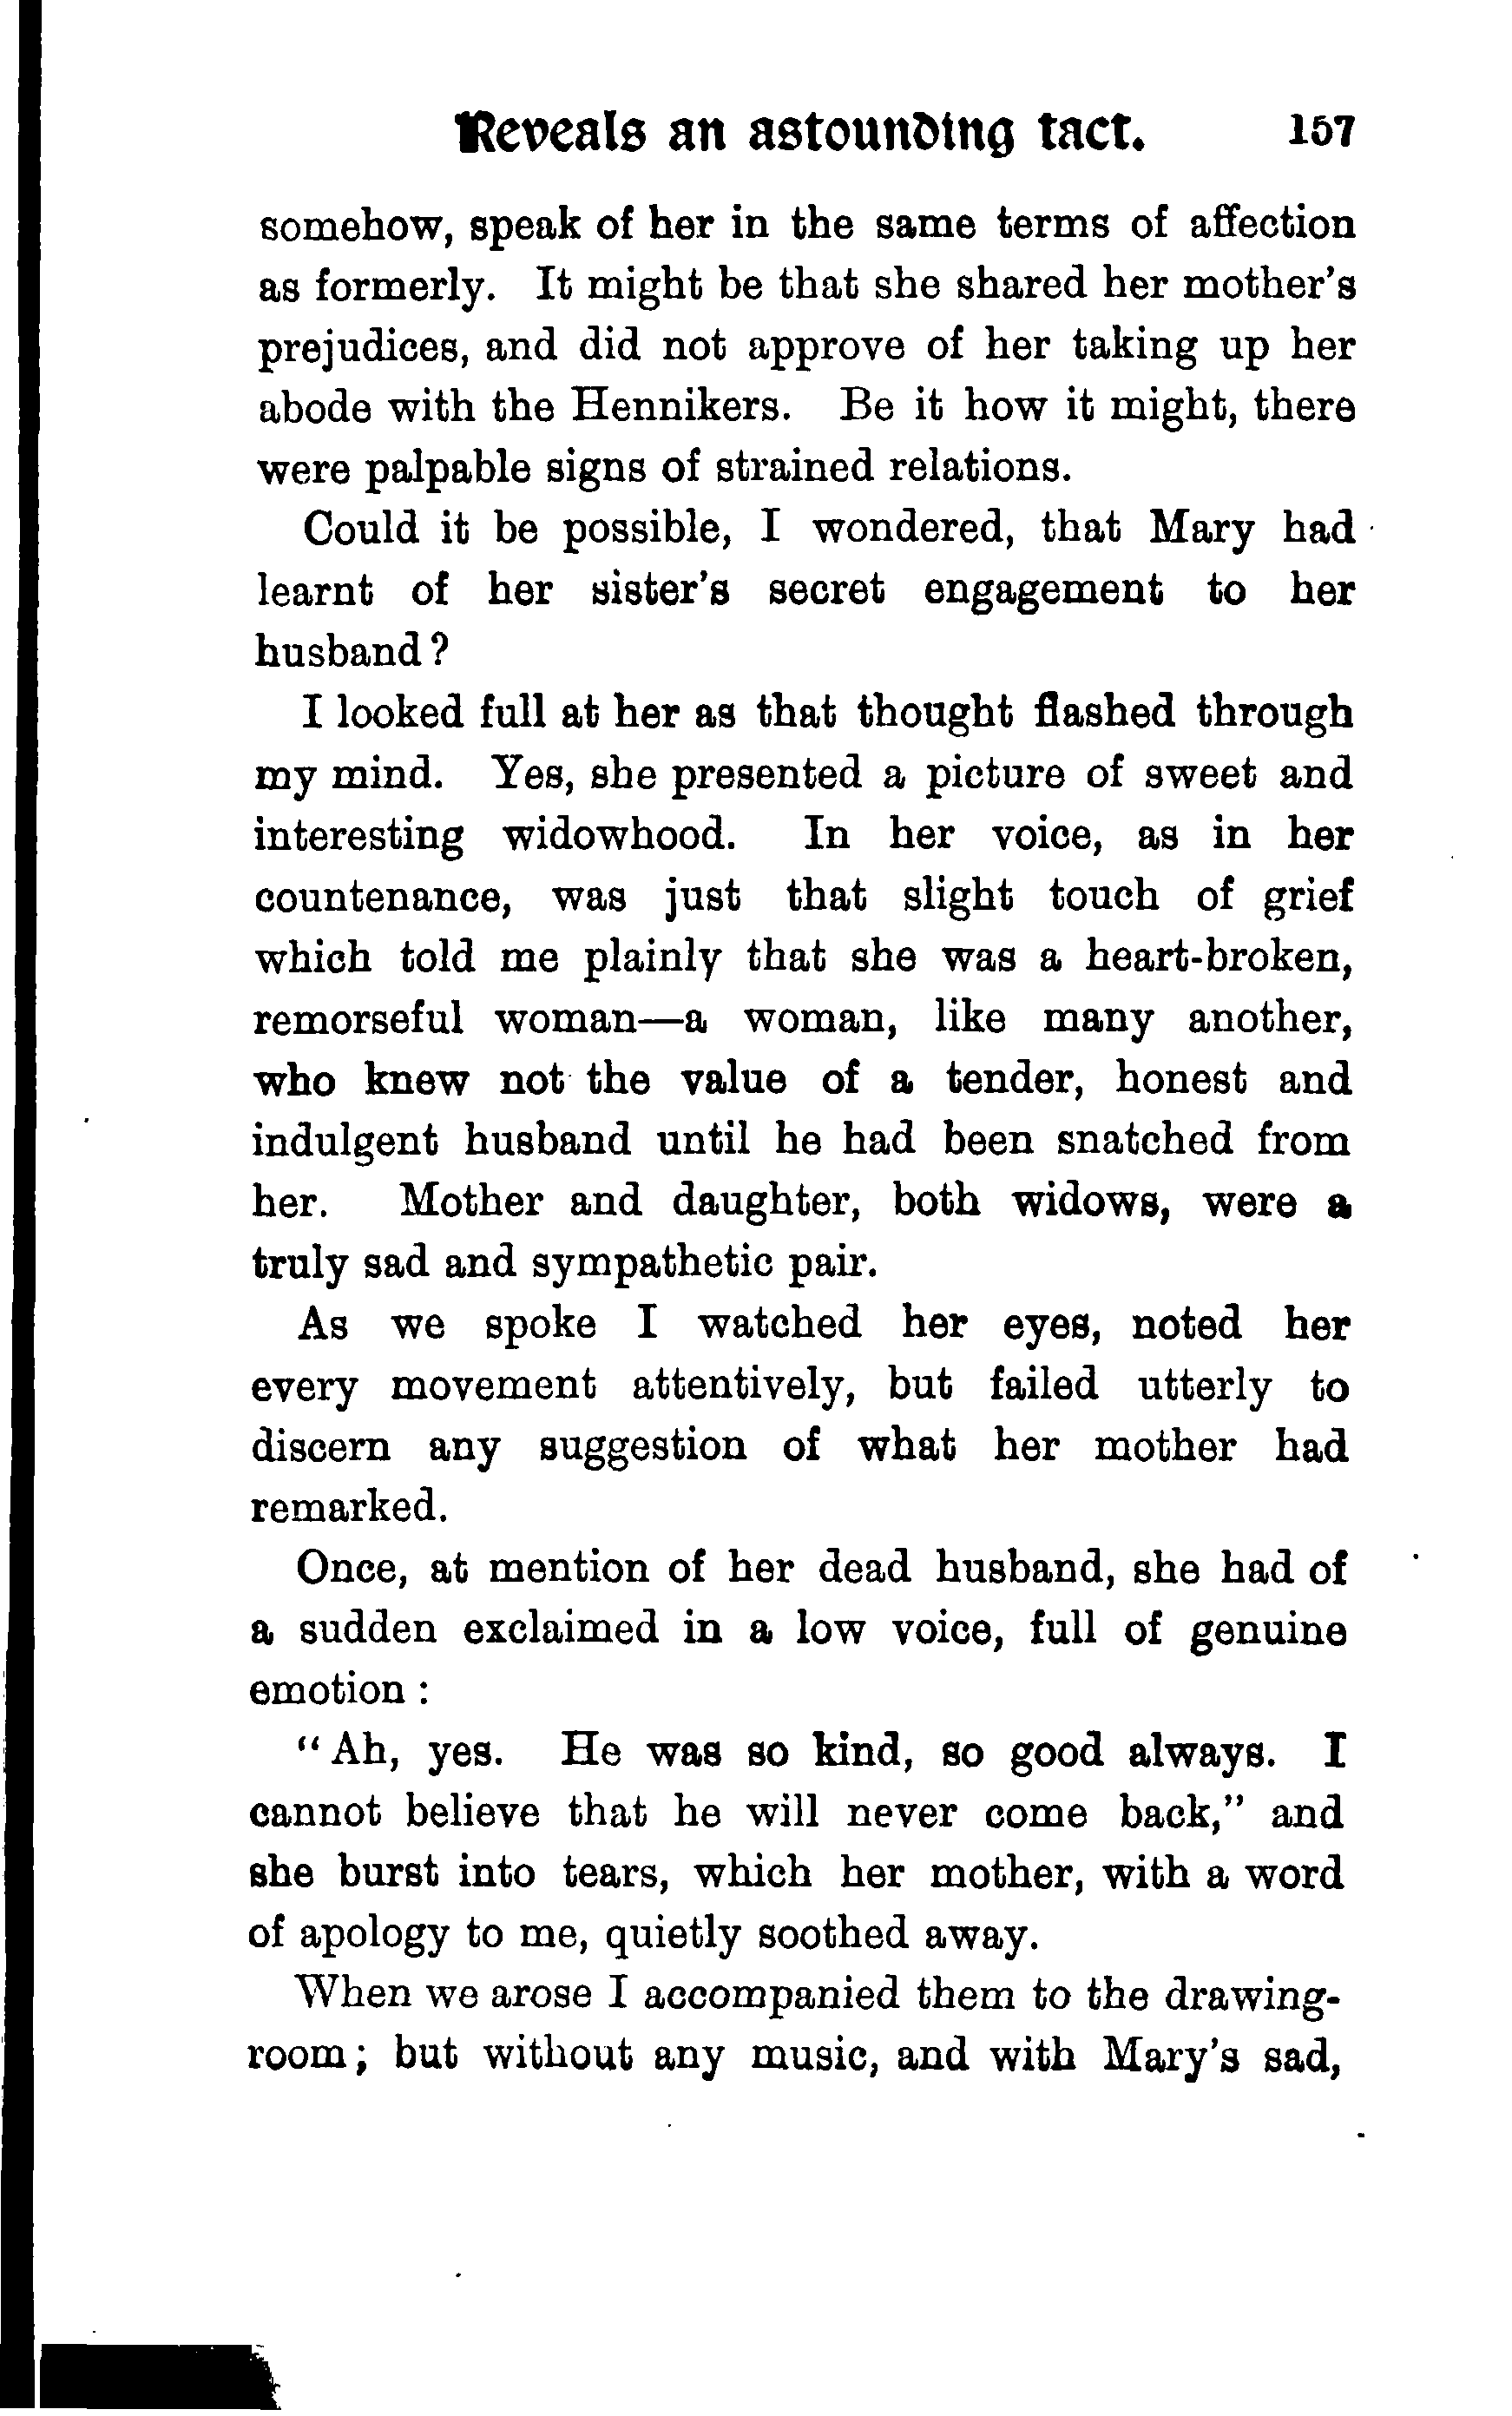 Reveals an astounding tact. 157
somehow, speak of her in the same terms of affection
as formerly. It might be that she shared her mother's
prejudices, and did not approve of her taking up her
abode with the Hennikers. Be it how it might, there
were palpable signs of strained relations.
Could it be possible, I wondered, that Mary had
learnt of her sister's secret engagement to her
husband?
I looked full at her as that thought flashed through
my mind. Yes, she presented a picture of sweet and
interesting widowhood. In her voice, as in her
countenance, was just that slight touch of grief
which told me plainly that she was a heart-broken,
remorseful woman—a woman, like many another,
who knew not the value of a tender, honest and
indulgent husband until he had been snatched from
her. Mother and daughter, both widows, were a
truly sad and sympathetic pair.
As we spoke I watched her eyes, noted her
every movement attentively, but failed utterly to
discern any suggestion of what her mother had
remarked.
Once, at mention of her dead husband, she had of
a sudden exclaimed in a low voice, full of genuine
emotion:
"Ah, yes. He was so kind, so good always. I
cannot believe that he will never come back," and
she burst into tears, which her mother, with a word
of apology to me, quietly soothed away.
When we arose I accompanied them to the drawing-
room; but without any music, and with Mary's sad,